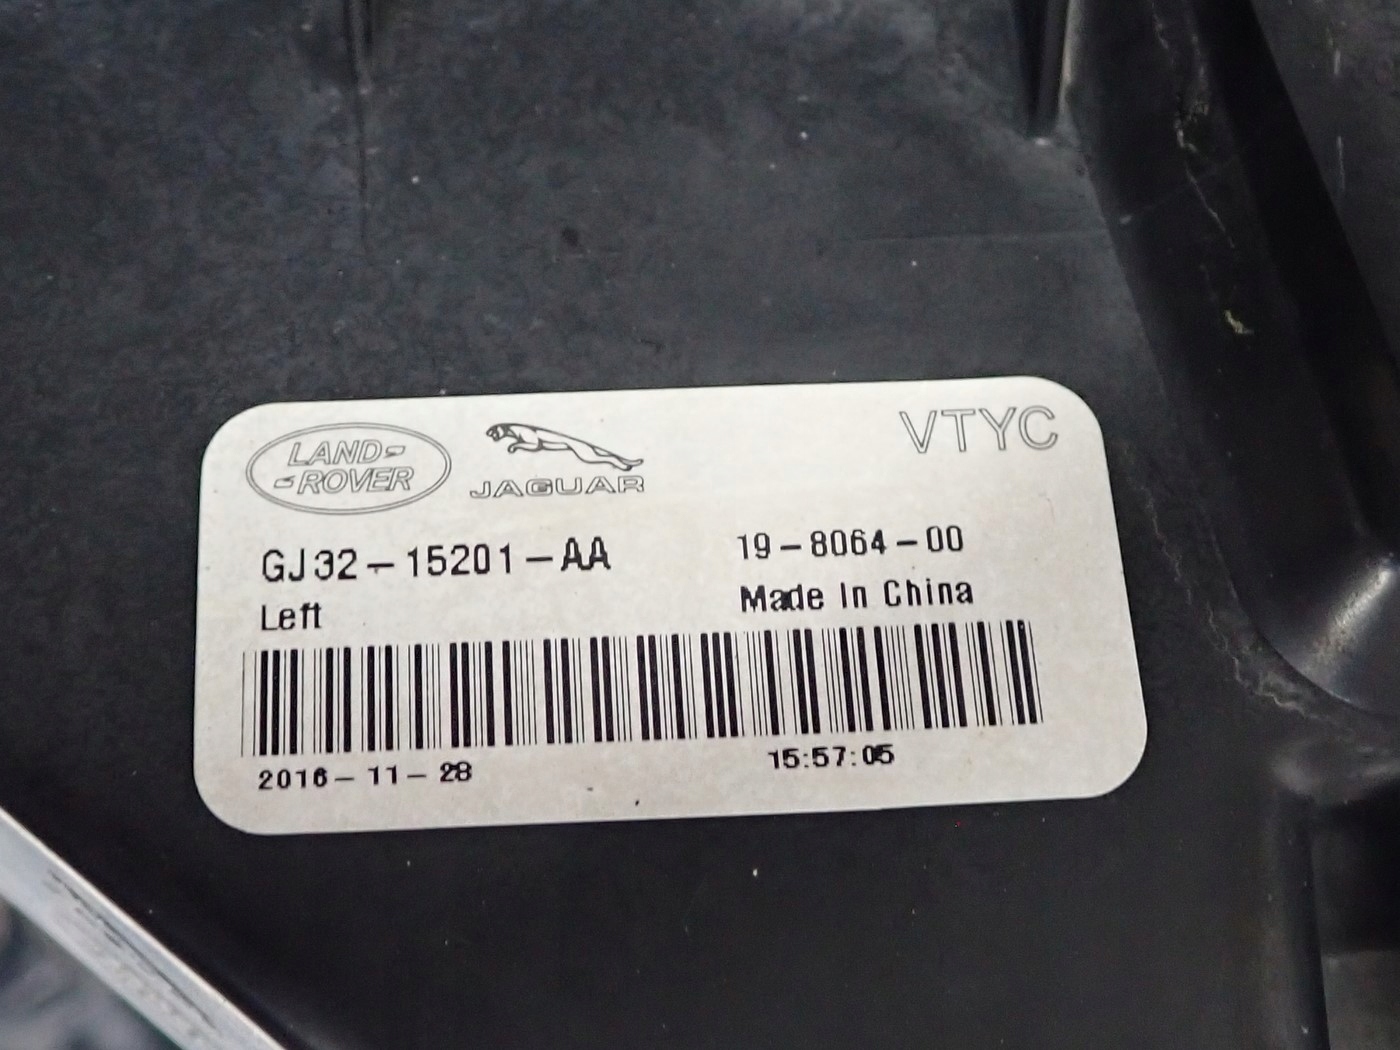 LAND ROVER
JAGUAR
VTYC
GJ32-15201-AA
19-8064-00
Left
Made In China
2016-11-28
15:57:05